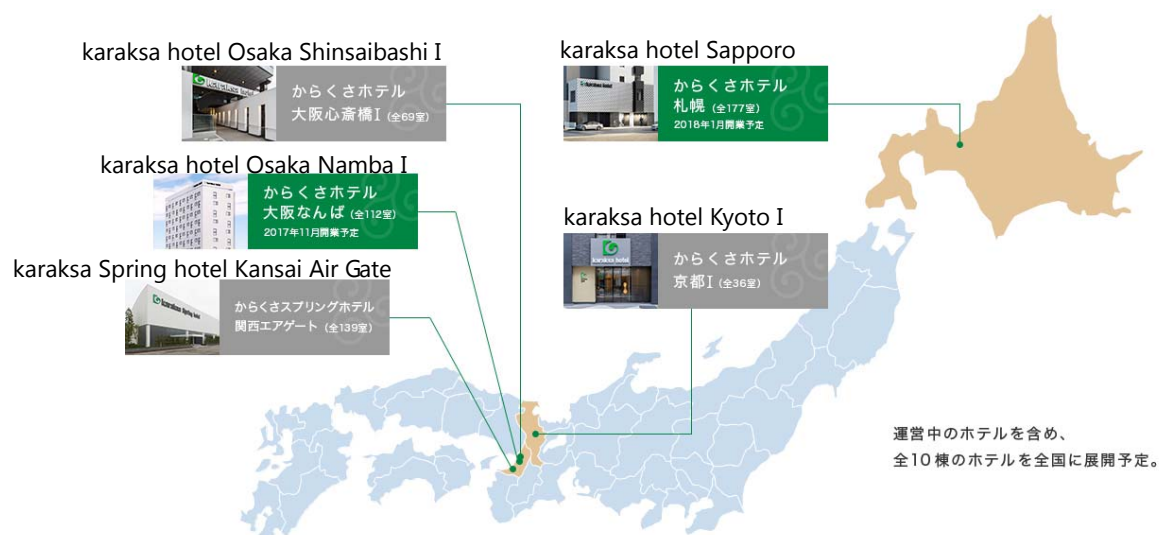 karaksa hotel Osaka Shinsaibashi I
karaksa hotel
からくさホテル
大阪心斎橋I (全69室)
karaksa hotel Sapporo
からくさホテル
札幌 (全177室)
2018年1月開業予定
karaksa hotel Osaka Namba I
からくさホテル
大阪なんば (全112室)
2017年11月開業予定
karaksa hotel Kyoto I
karaksa hotel
からくさホテル
京都I (全36室)
karaksa Spring hotel Kansai Air Gate
karaksa Spring hotel
からくさスプリングホテル
関西エアゲート (全139室)
運営中のホテルを含め、
全10棟のホテルを全国に展開予定。